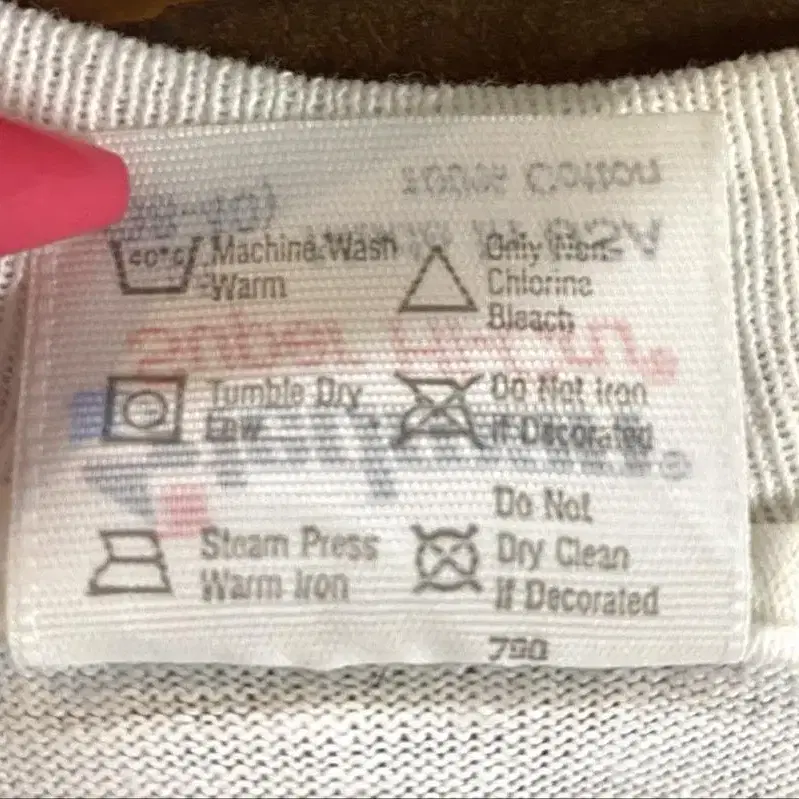 40°C
Machine Wash
Warm
Only Non-
Chlorine
Bleach
Tumble Dry
Low
Do Not Iron
if Decorated
Steam Press
Warm Iron
Do Not
Dry Clean
if Decorated
790